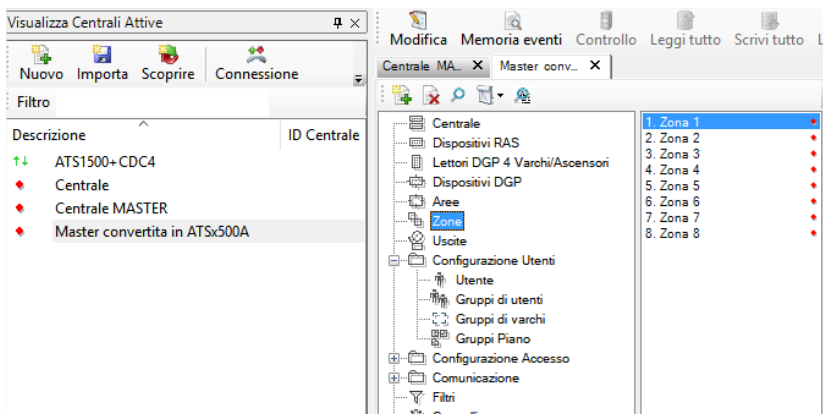 Visualizza Centrali Attive
Nuovo Importa Scoprire Connessione
Filtro
Descrizione ID Centrale
ATS1500+CDC4
Centrale
Centrale MASTER
Master convertita in ATSx500A
Modifica Memoria eventi Controllo Leggi tutto Scrivi tutto L
Centrale MA... X Master conv... X
Centrale
Dispositivi RAS
Lettori DGP 4 Varchi/Ascensori
Dispositivi DGP
Aree
Zone
Uscite
Configurazione Utenti
Utente
Gruppi di utenti
Gruppi di varchi
Gruppi Piano
Configurazione Accesso
Comunicazione
Filtri
1. Zona 1
2. Zona 2
3. Zona 3
4. Zona 4
5. Zona 5
6. Zona 6
7. Zona 7
8. Zona 8